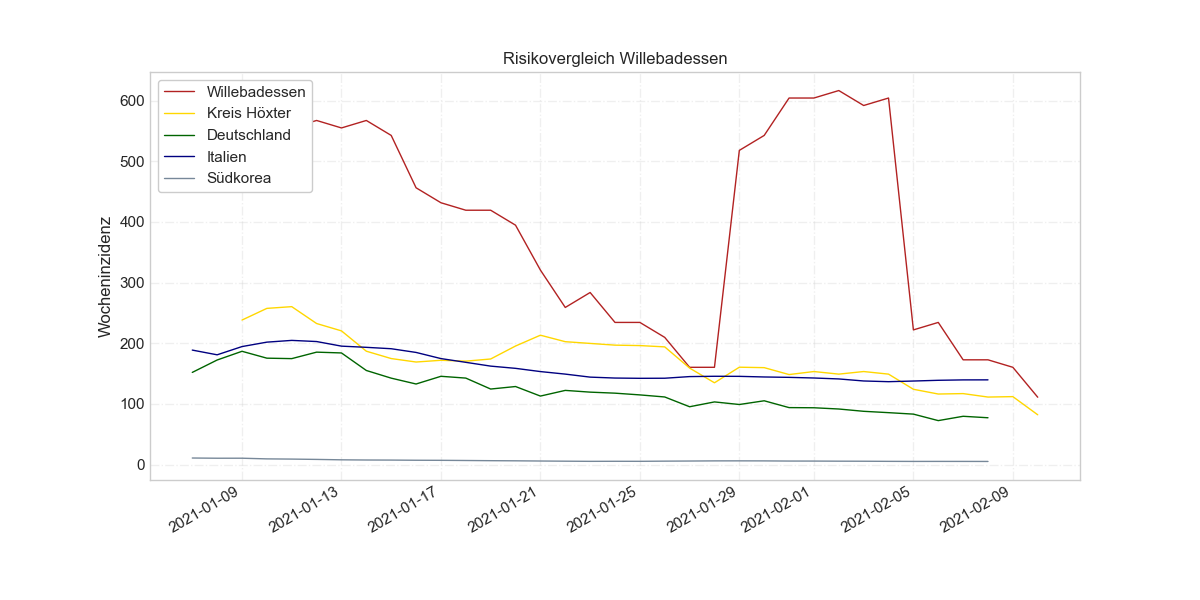 Risikovergleich Willebadessen
Willebadessen
Kreis Höxter
Deutschland
Italien
Südkorea
Wocheninzidenz
600
500
400
300
200
100
0
2021-01-09
2021-01-13
2021-01-17
2021-01-21
2021-01-25
2021-01-29
2021-02-01
2021-02-05
2021-02-09